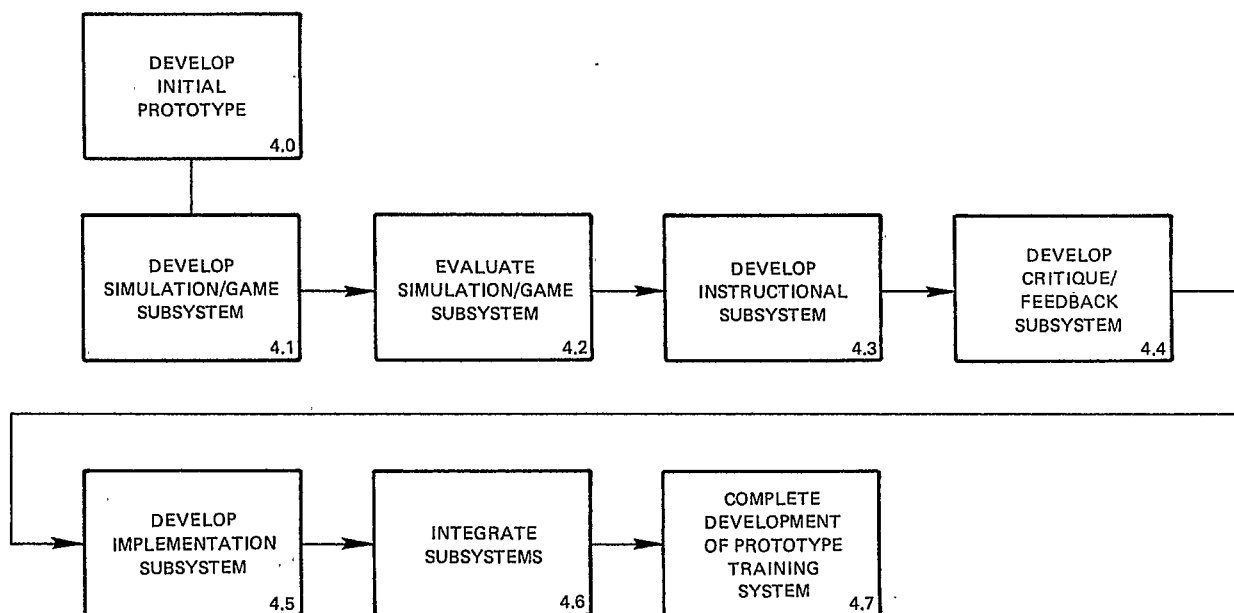 DEVELOP
INITIAL
PROTOTYPE
4.0
DEVELOP
SIMULATION/GAME
SUBSYSTEM
4.1
EVALUATE
SIMULATION/GAME
SUBSYSTEM
4.2
DEVELOP
INSTRUCTIONAL
SUBSYSTEM
4.3
DEVELOP
CRITIQUE/
FEEDBACK
SUBSYSTEM
4.4
DEVELOP
IMPLEMENTATION
SUBSYSTEM
4.5
INTEGRATE
SUBSYSTEMS
4.6
COMPLETE
DEVELOPMENT
OF PROTOTYPE
TRAINING
SYSTEM
4.7